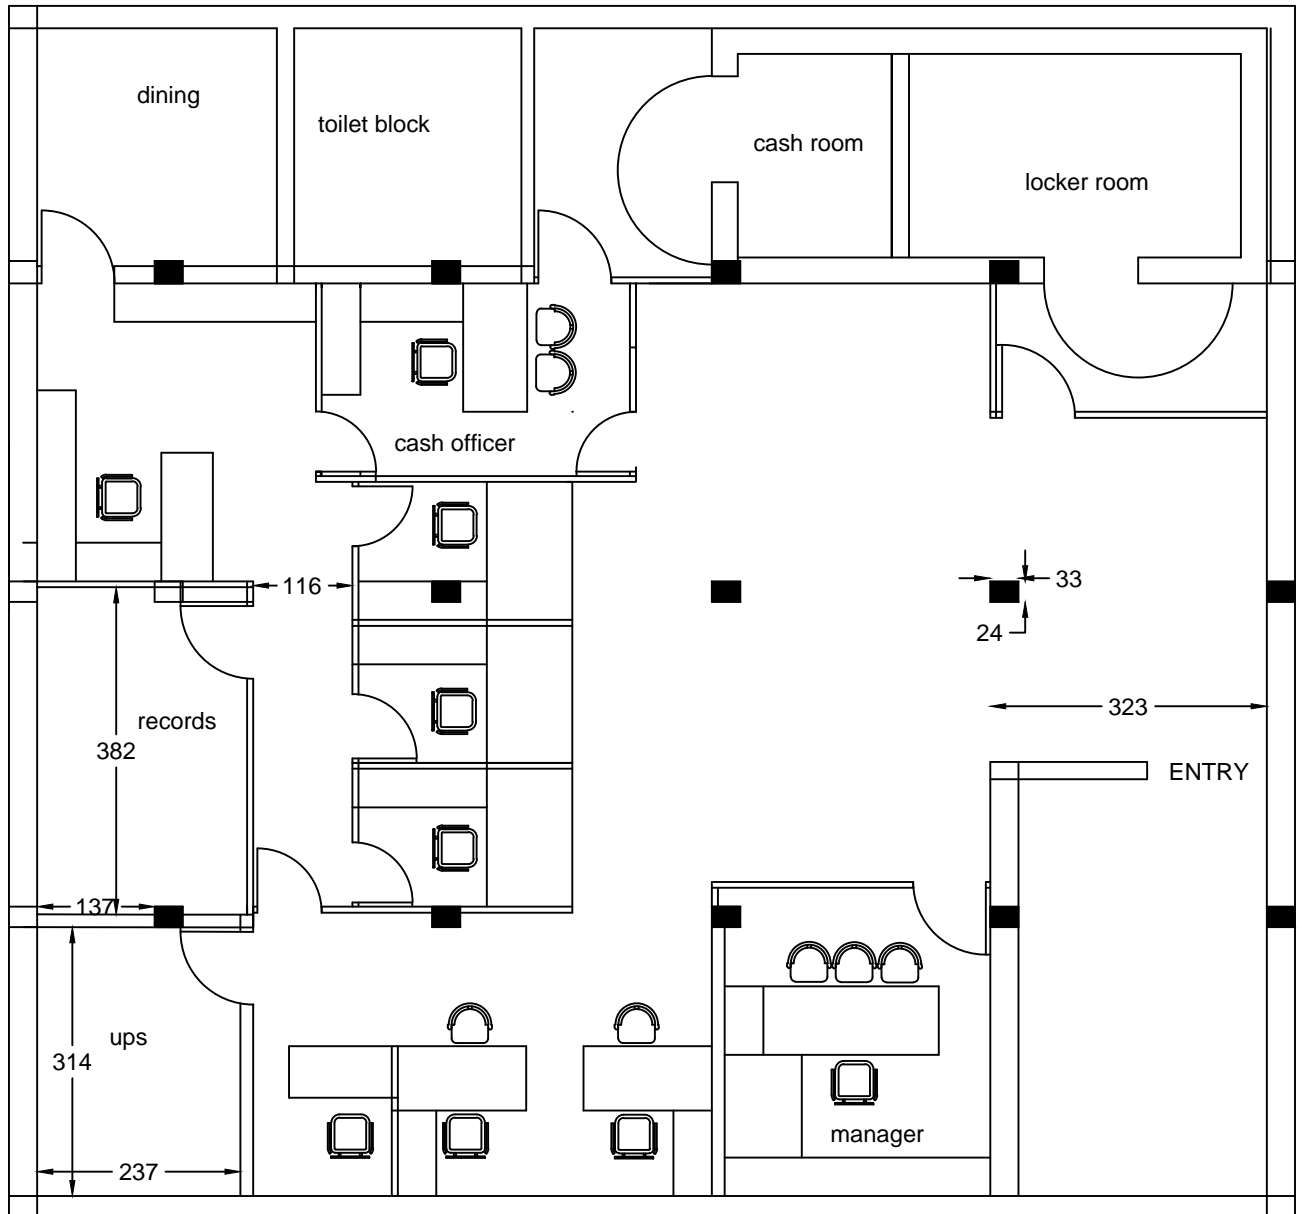 dining
toilet block
cash room
locker room
cash officer
116
33
24
records
323
382
ENTRY
137
ups
314
manager
237